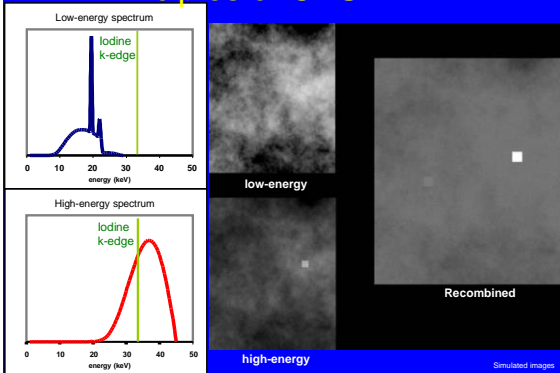 Low-energy spectrum
Iodine
k-edge
0 10 20 30 40 50
energy (keV)
low-energy
High-energy spectrum
Iodine
k-edge
0 10 20 30 40 50
energy (keV)
high-energy
Recombined
Simulated images